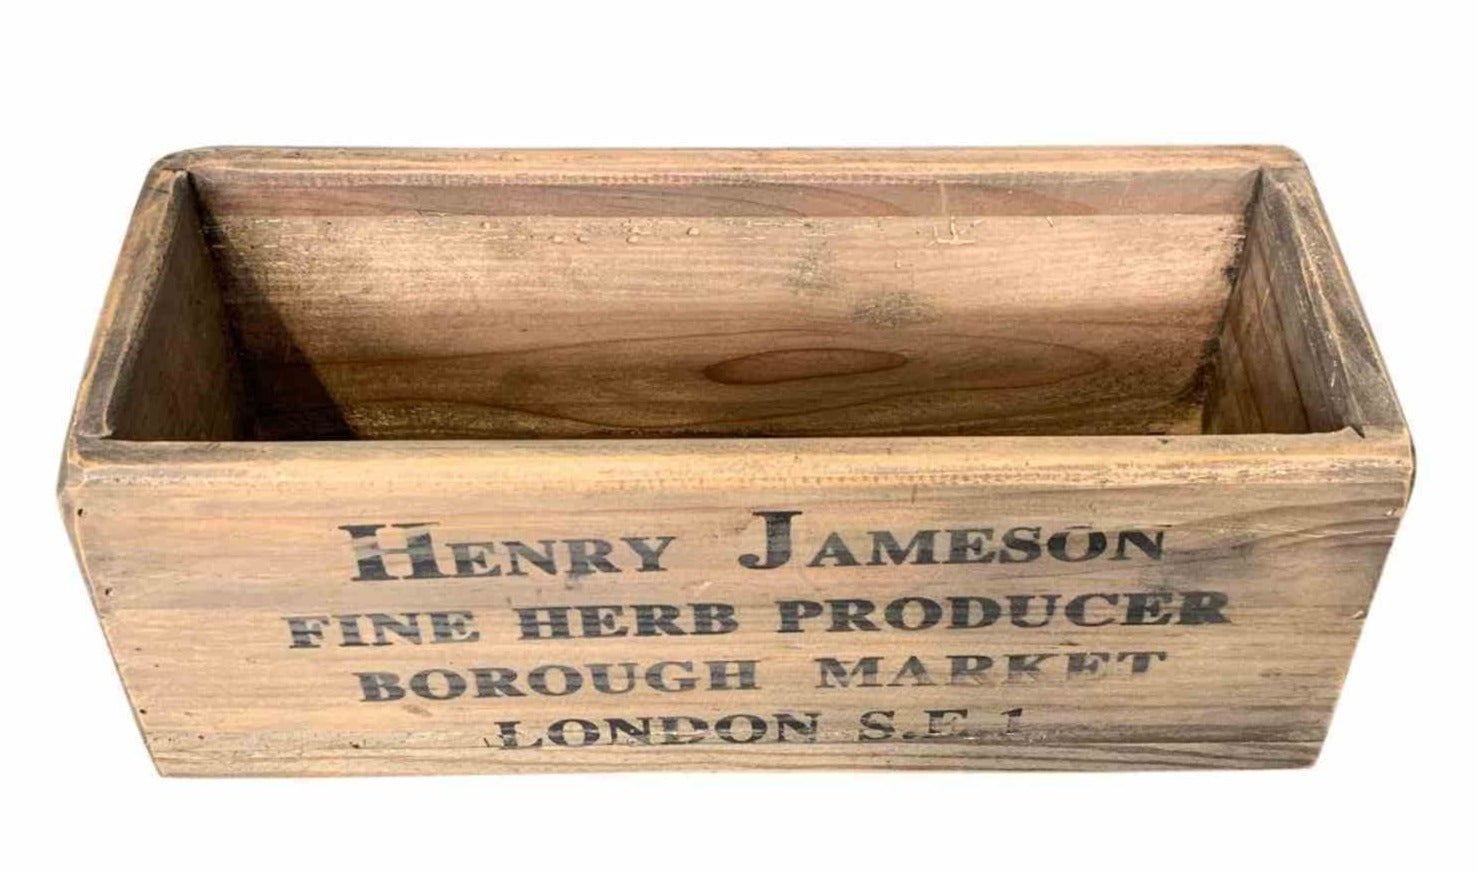 HENRY JAMESON
FINE HERB PRODUCER
BOROUGH MARKET
LONDON S.E.1